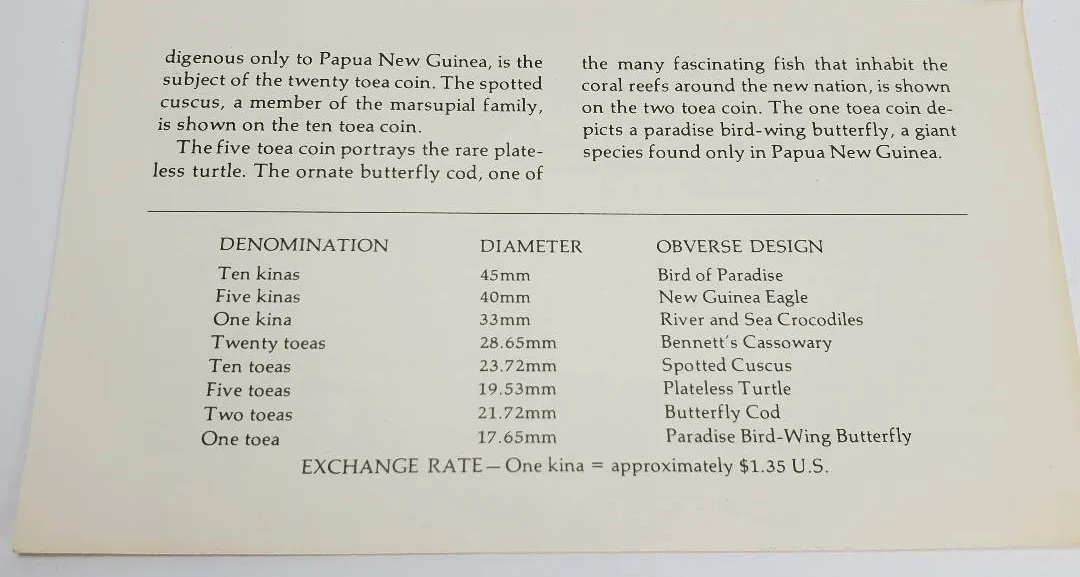 digenous only to Papua New Guinea, is the
subject of the twenty toea coin. The spotted
cuscus, a member of the marsupial family,
is shown on the ten toea coin.
The five toea coin portrays the rare plate-
less turtle. The ornate butterfly cod, one of
the many fascinating fish that inhabit the
coral reefs around the new nation, is shown
on the two toea coin. The one toea coin de-
picts a paradise bird-wing butterfly, a giant
species found only in Papua New Guinea.
DENOMINATION DIAMETER OBVERSE DESIGN
Ten kinas 45mm Bird of Paradise
Five kinas 40mm New Guinea Eagle
One kina 33mm River and Sea Crocodiles
Twenty toeas 28.65mm Bennett's Cassowary
Ten toeas 23.72mm Spotted Cuscus
Five toeas 19.53mm Plateless Turtle
Two toeas 21.72mm Butterfly Cod
One toea 17.65mm Paradise Bird-Wing Butterfly
EXCHANGE RATE — One kina = approximately $1.35 U.S.